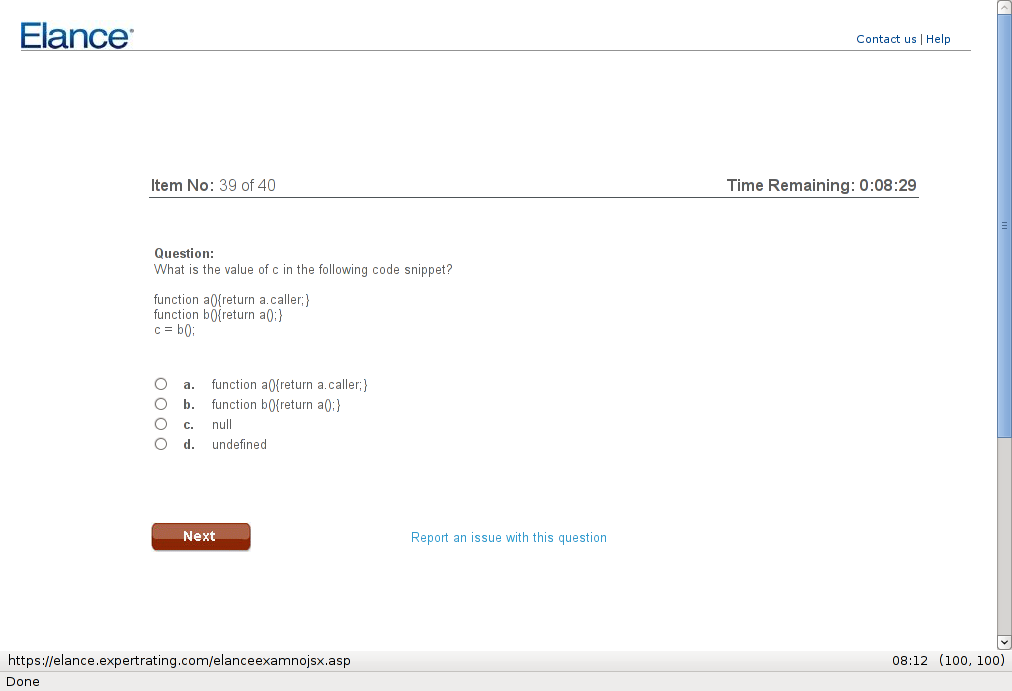 Elance
Contact us | Help
Item No: 39 of 40
Time Remaining: 0:08:29
Question:
What is the value of c in the following code snippet?
function a(){return a.caller;}
function b(){return a();}
c = b();
a. function a(){return a.caller;}
b. function b(){return a();}
c. null
d. undefined
Next
Report an issue with this question
https://elance.expertrating.com/elanceexamnojsx.asp
08:12 (100, 100)
Done